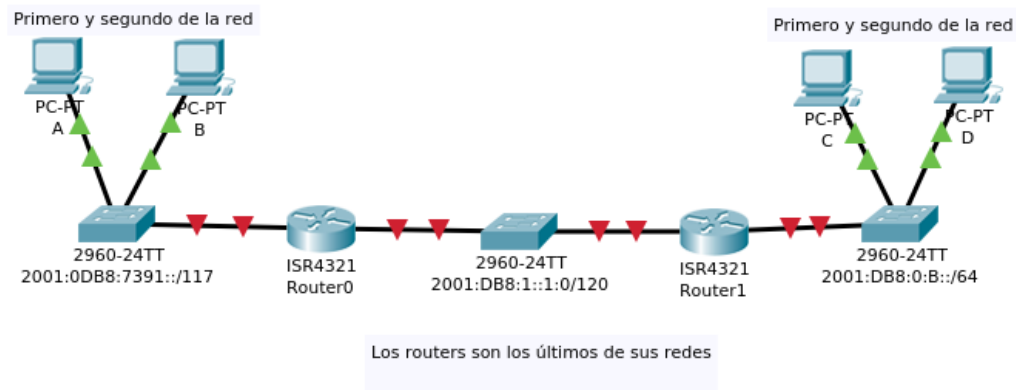 Primero y segundo de la red
Primero y segundo de la red
PC-PT
A
PC-PT
B
PC-PT
C
PC-PT
D
2960-24TT
2001:0DB8:7391::/117
ISR4321
Router0
2960-24TT
2001:DB8:1::1:0/120
ISR4321
Router1
2960-24TT
2001:DB8:0:B::/64
Los routers son los últimos de sus redes